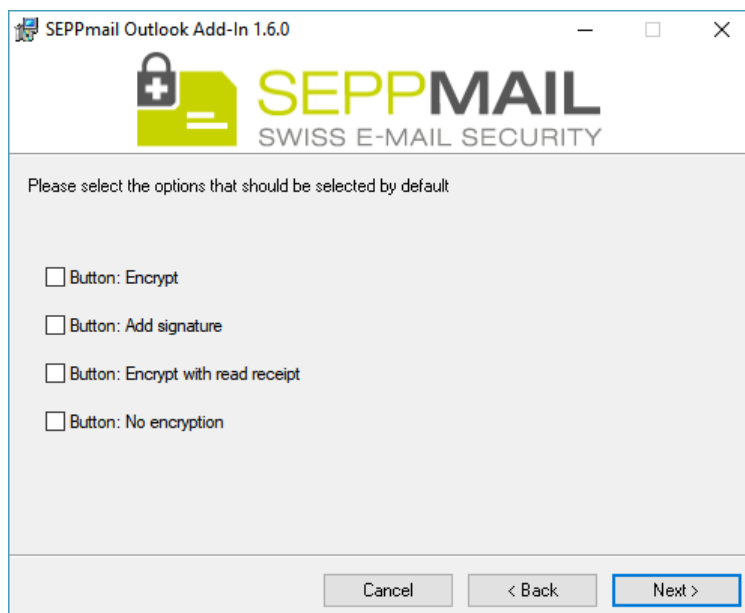 SEPPmail Outlook Add-In 1.6.0
SEPPMAIL
SWISS E-MAIL SECURITY
Please select the options that should be selected by default
Button: Encrypt
Button: Add signature
Button: Encrypt with read receipt
Button: No encryption
Cancel
< Back
Next >